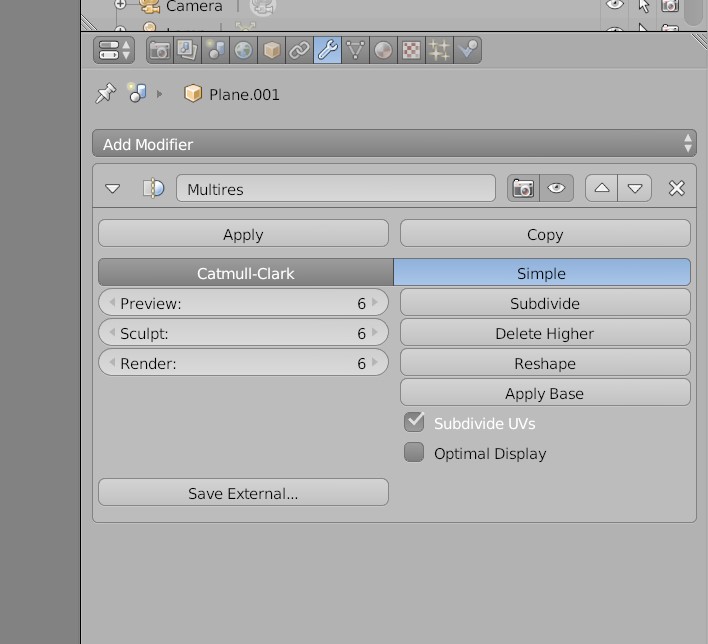 Camera
Plane.001
Add Modifier
Multires
Apply Copy
Catmull-Clark Simple
Preview: 6 Subdivide
Sculpt: 6 Delete Higher
Render: 6 Reshape
Apply Base
Subdivide UVs
Optimal Display
Save External...